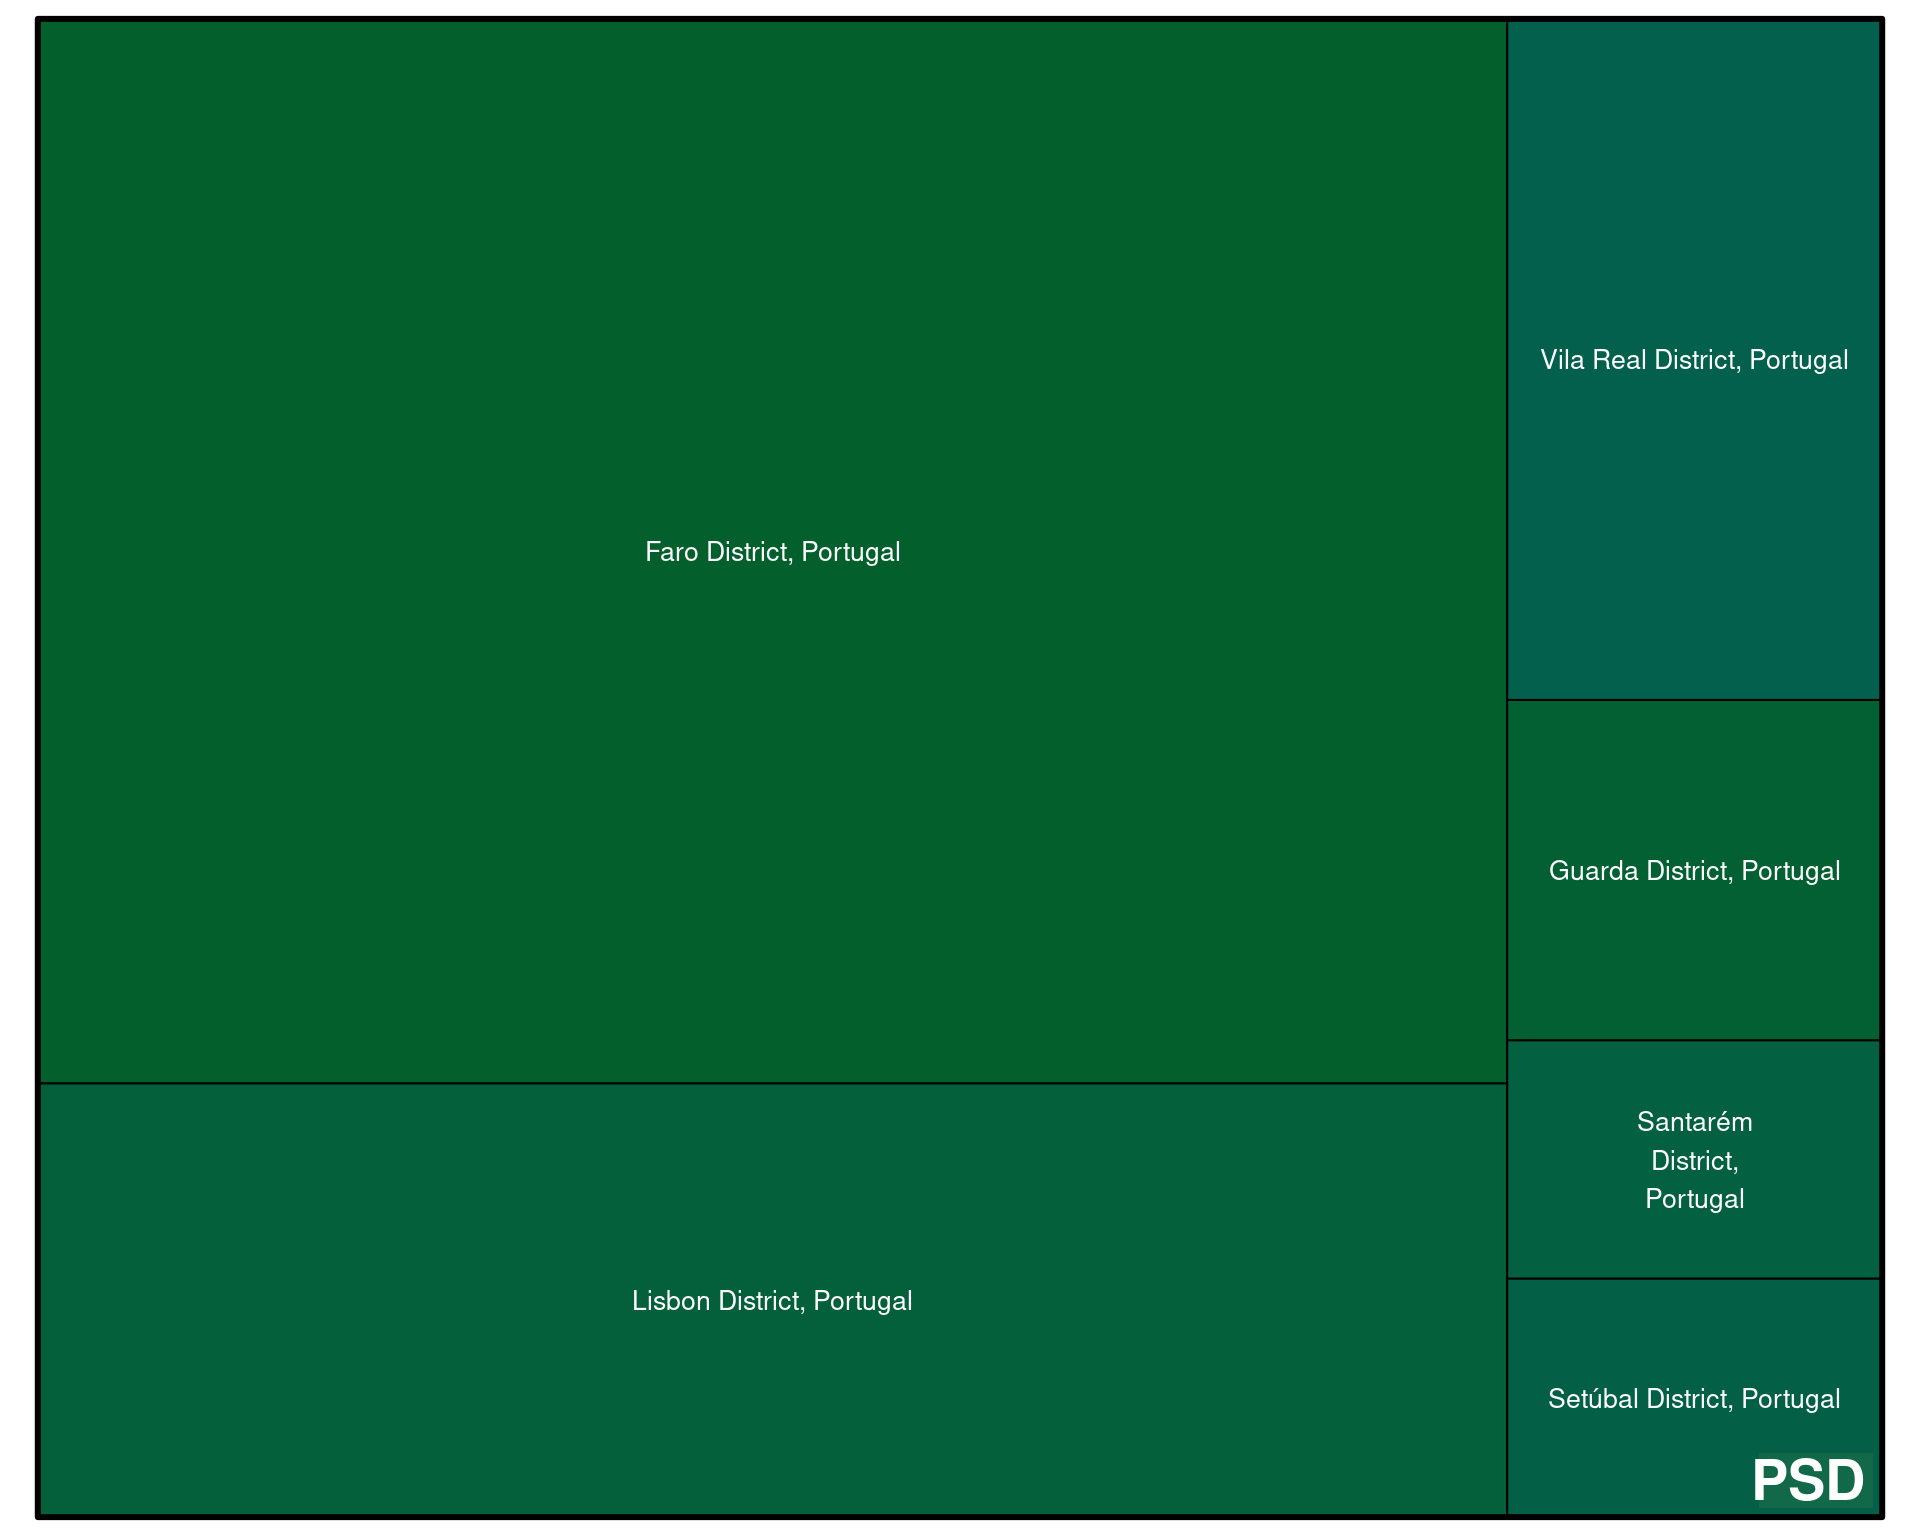 Vila Real District, Portugal
Faro District, Portugal
Guarda District, Portugal
Santarém
District,
Portugal
Lisbon District, Portugal
Setúbal District, Portugal
PSD